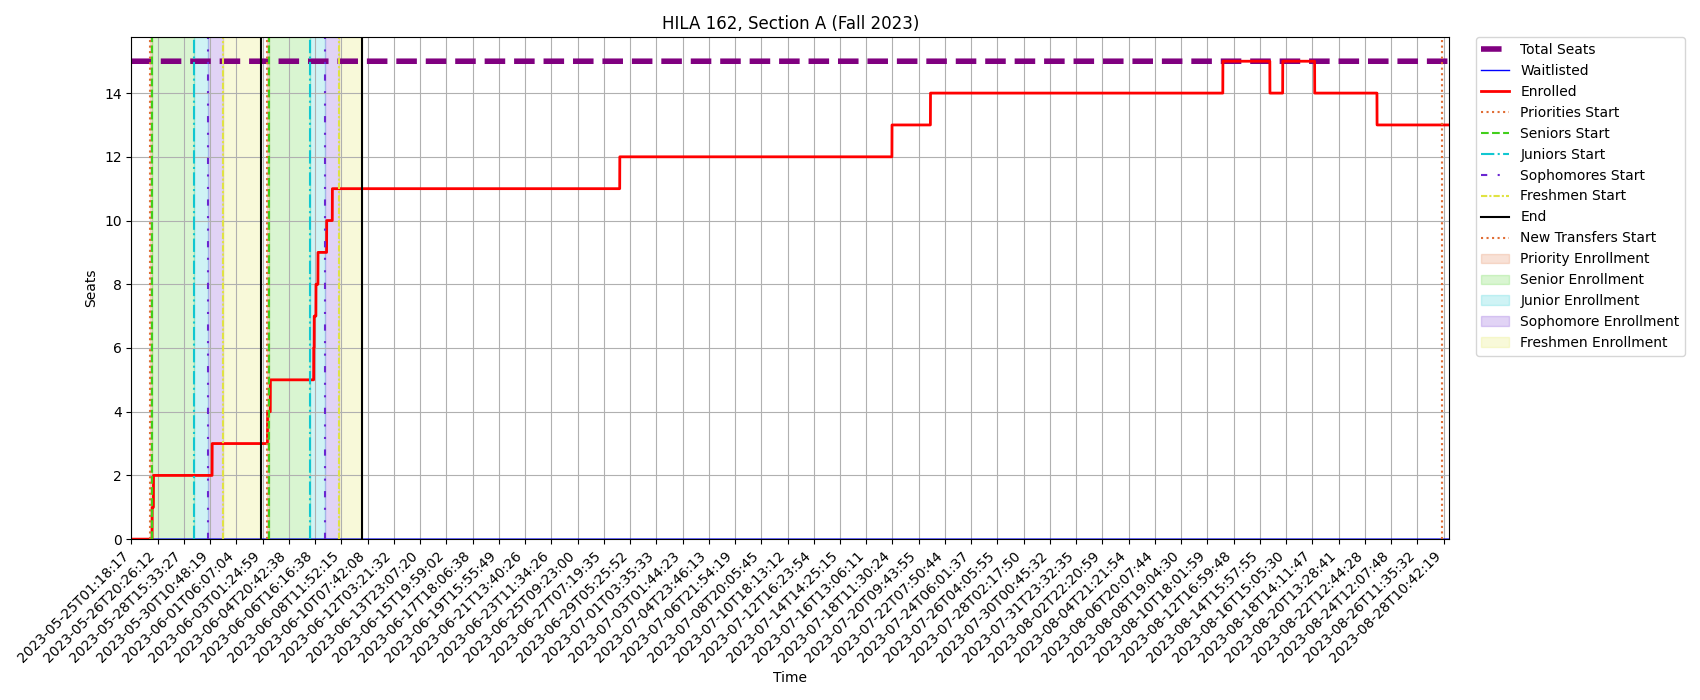 HILA 162, Section A (Fall 2023)
Seats
14
12
10
8
6
4
2
0
2023-05-25T01:18:17
2023-05-26T20:26:12
2023-05-28T15:33:27
2023-05-30T10:48:19
2023-06-01T06:07:04
2023-06-03T01:24:59
2023-06-04T20:42:38
2023-06-06T16:16:38
2023-06-08T11:52:15
2023-06-10T07:42:08
2023-06-12T03:21:32
2023-06-13T23:07:20
2023-06-15T19:59:02
2023-06-17T18:06:38
2023-06-19T15:55:49
2023-06-21T13:40:26
2023-06-23T11:34:26
2023-06-25T09:23:00
2023-06-27T07:19:35
2023-06-29T05:25:52
2023-07-01T03:35:33
2023-07-03T01:44:23
2023-07-04T23:46:13
2023-07-06T21:54:19
2023-07-08T20:05:45
2023-07-10T18:13:12
2023-07-12T16:23:54
2023-07-14T14:25:15
2023-07-16T13:06:11
2023-07-18T11:30:24
2023-07-20T09:43:55
2023-07-22T07:50:44
2023-07-24T06:01:37
2023-07-26T04:05:55
2023-07-28T02:17:50
2023-07-30T00:45:32
2023-07-31T23:32:35
2023-08-02T22:20:59
2023-08-04T21:21:54
2023-08-06T20:07:44
2023-08-08T19:04:30
2023-08-10T18:01:59
2023-08-12T16:59:48
2023-08-14T15:57:55
2023-08-16T15:05:30
2023-08-18T14:11:47
2023-08-20T13:28:41
2023-08-22T12:44:28
2023-08-24T12:07:48
2023-08-26T11:35:32
2023-08-28T10:42:19
Time
Total Seats
Waitlisted
Enrolled
Priorities Start
Seniors Start
Juniors Start
Sophomores Start
Freshmen Start
End
New Transfers Start
Priority Enrollment
Senior Enrollment
Junior Enrollment
Sophomore Enrollment
Freshmen Enrollment